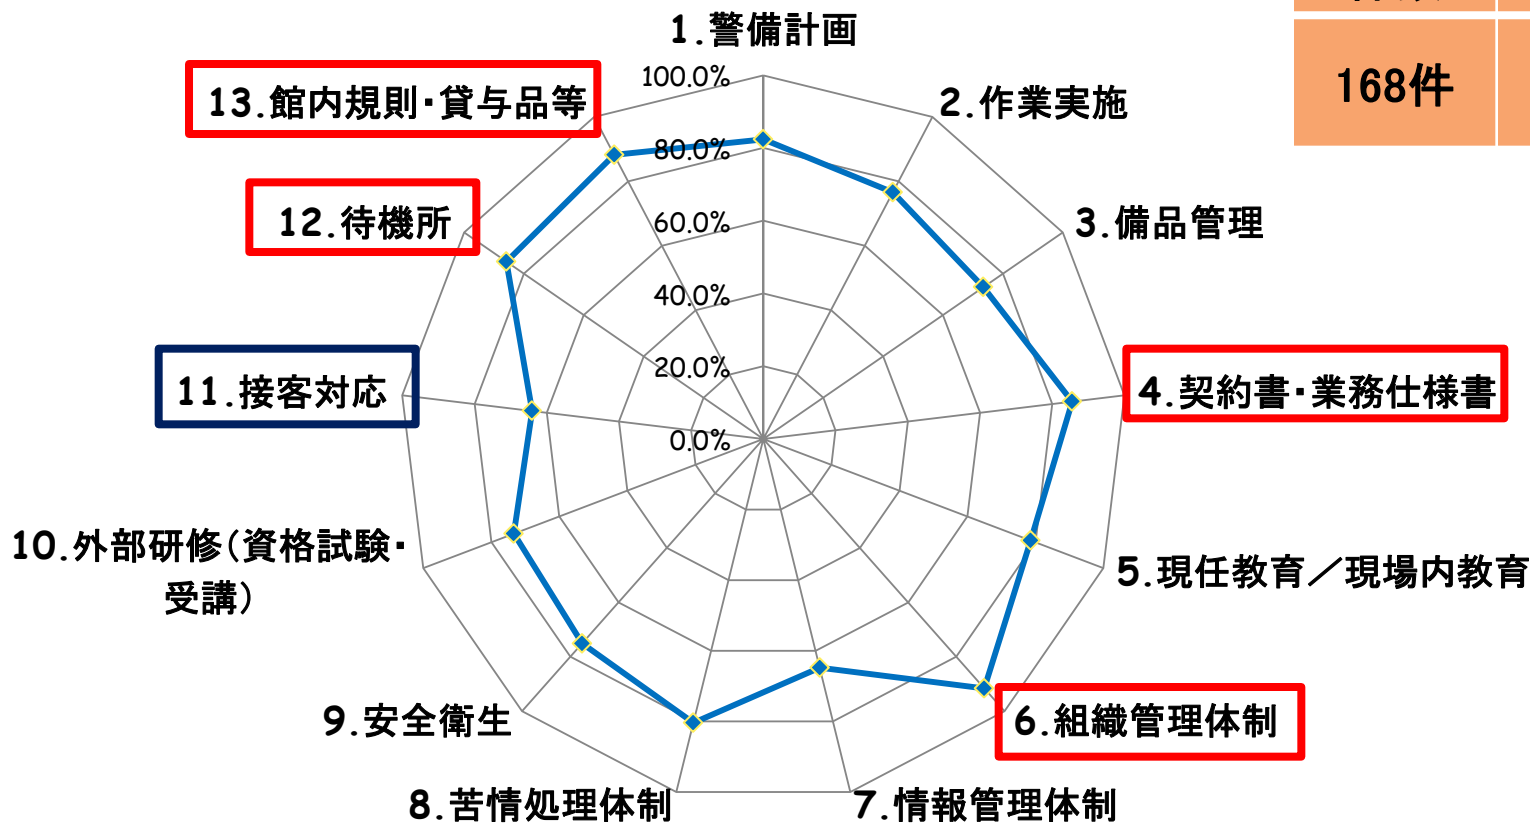 1.警備計画
100.0%
13.館内規則・貸与品等
2.作業実施
168件
80.0%
60.0%
12.待機所
3.備品管理
40.0%
20.0%
11.接客対応
4.契約書・業務仕様書
0.0%
10.外部研修(資格試験・
受講)
5.現任教育／現場内教育
9.安全衛生
6.組織管理体制
8.苦情処理体制
7.情報管理体制